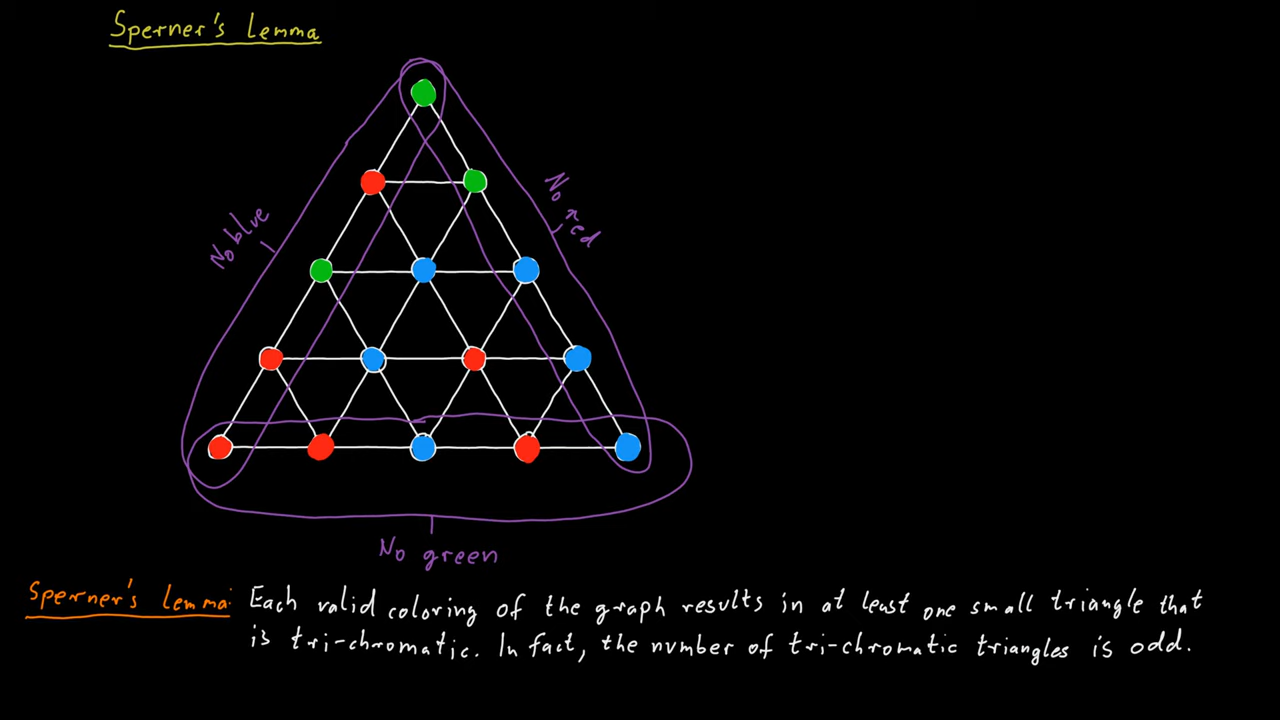 Sperner's Lemma
No blue
No red
No green
Sperner's lemma: Each valid coloring of the graph results in at least one small triangle that
is tri-chromatic. In fact, the number of tri-chromatic triangles is odd.